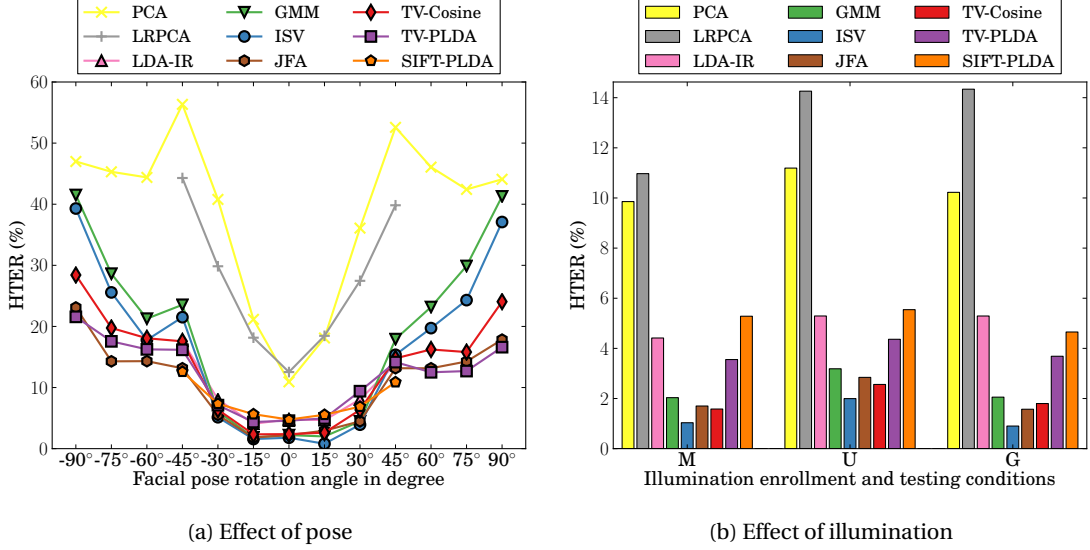 PCA GMM TV-Cosine
LRPCA ISV TV-PLDA
LDA-IR JFA SIFT-PLDA
60
50
40
30
20
10
0
HTER (%)
-90° -75° -60° -45° -30° -15° 0° 15° 30° 45° 60° 75° 90°
Facial pose rotation angle in degree
(a) Effect of pose
PCA GMM TV-Cosine
LRPCA ISV TV-PLDA
LDA-IR JFA SIFT-PLDA
14
12
10
8
6
4
2
0
HTER (%)
M U G
Illumination enrollment and testing conditions
(b) Effect of illumination